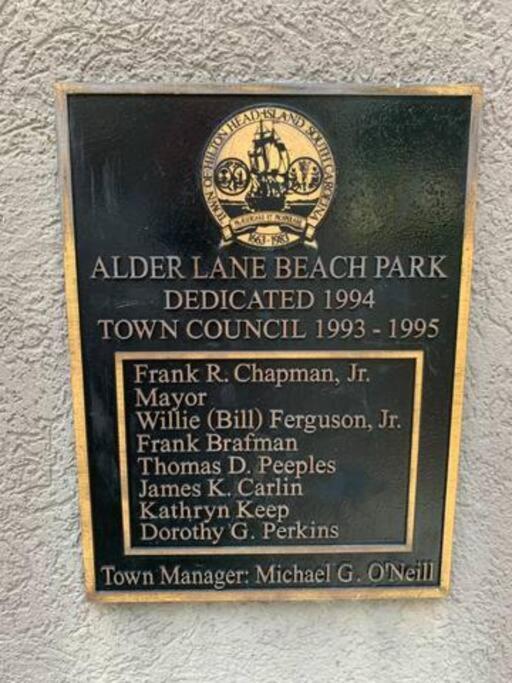 TOWN OF HILTON HEAD ISLAND, SOUTH CAROLINA
1663-1983
ALDER LANE BEACH PARK
DEDICATED 1994
TOWN COUNCIL 1993 - 1995
Frank R. Chapman, Jr.
Mayor
Willie (Bill) Ferguson, Jr.
Frank Brafman
Thomas D. Peeples
James K. Carlin
Kathryn Keep
Dorothy G. Perkins
Town Manager: Michael G. O'Neill